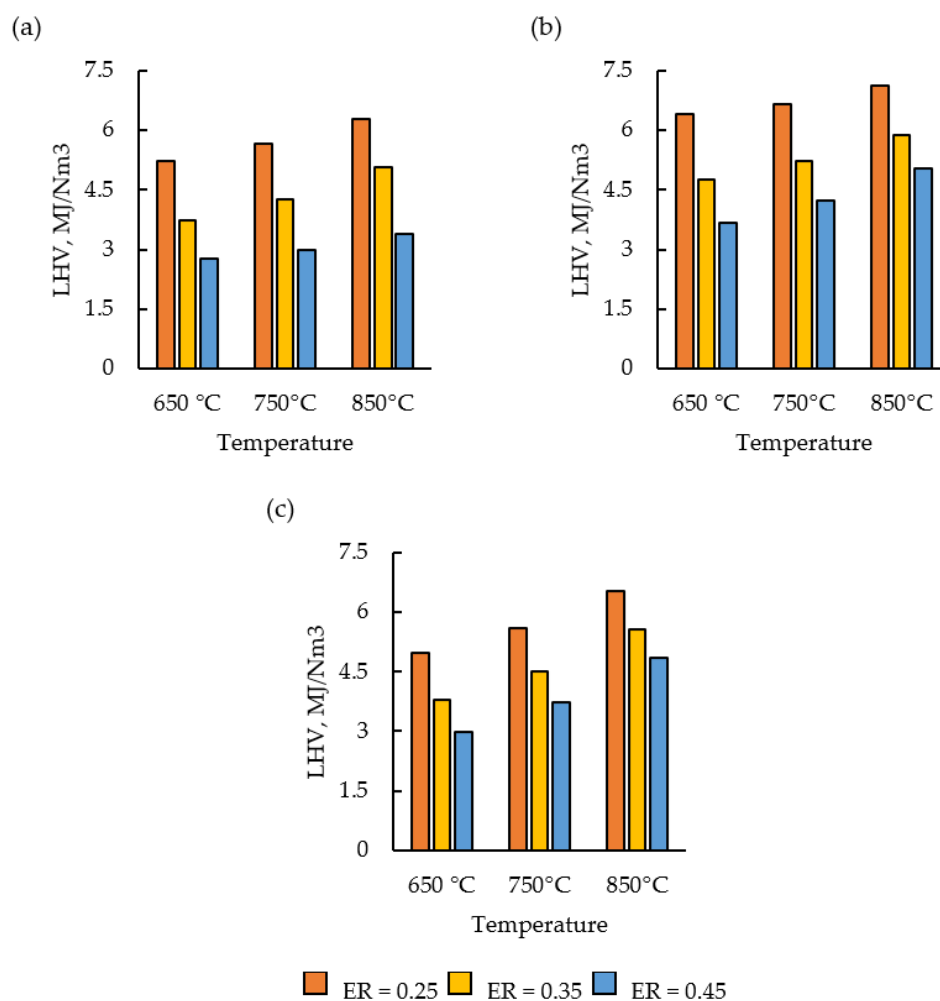 (a)
7.5
6
4.5
3
1.5
0
LHV, MJ/Nm3
650 °C 750°C 850°C
Temperature
(b)
7.5
6
4.5
3
1.5
0
LHV, MJ/Nm3
650 °C 750°C 850°C
Temperature
(c)
7.5
6
4.5
3
1.5
0
LHV, MJ/Nm3
650 °C 750°C 850°C
Temperature
ER = 0.25 ER = 0.35 ER = 0.45